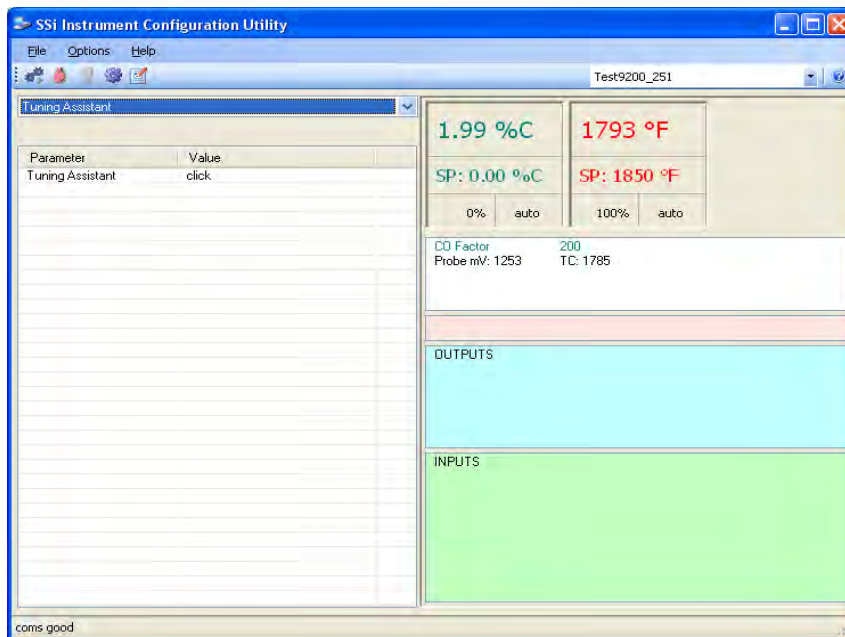 SSi Instrument Configuration Utility
File Options Help
Test9200_251
Tuning Assistant
Parameter Value
Tuning Assistant click
1.99 %C
SP: 0.00 %C
0% auto
1793 °F
SP: 1850 °F
100% auto
CO Factor 200
Probe mV: 1253 TC: 1785
OUTPUTS
INPUTS
coms good